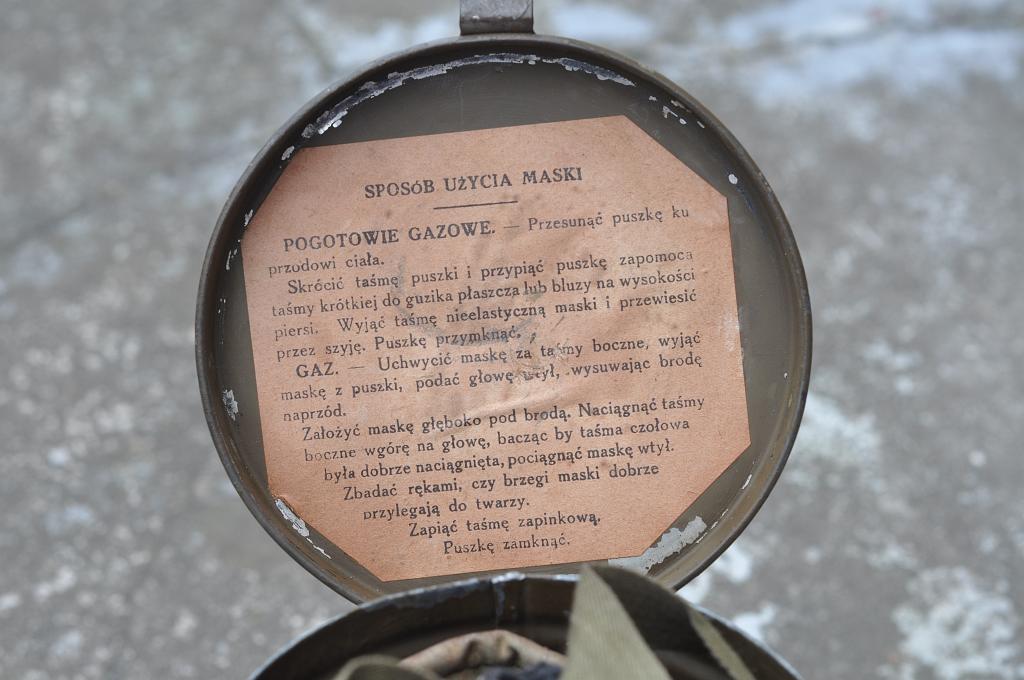 SPOSÓB UŻYCIA MASKI
POGOTOWIE GAZOWE. — Przesunąć puszkę ku
przodowi ciała.
Skrócić taśmę puszki i przypiąć puszkę zapomocą
taśmy krótkiej do guzika płaszcza lub bluzy na wysokości
piersi. Wyjąć taśmę nieelastyczną maski i przewiesić
przez szyję. Puszkę przymknąć.
GAZ. — Uchwycić maskę za taśmy boczne, wyjąć
maskę z puszki, podać głowę wtył, wysuwając brodę
naprzód.
Założyć maskę głęboko pod brodą. Naciągnąć taśmy
boczne wgórę na głowę, bacząc by taśma czołowa
była dobrze naciągnięta, pociągnąć maskę wtył.
Zbadać rękami, czy brzegi maski dobrze
przylegają do twarzy.
Zapiąć taśmę zapinkową.
Puszkę zamknąć.